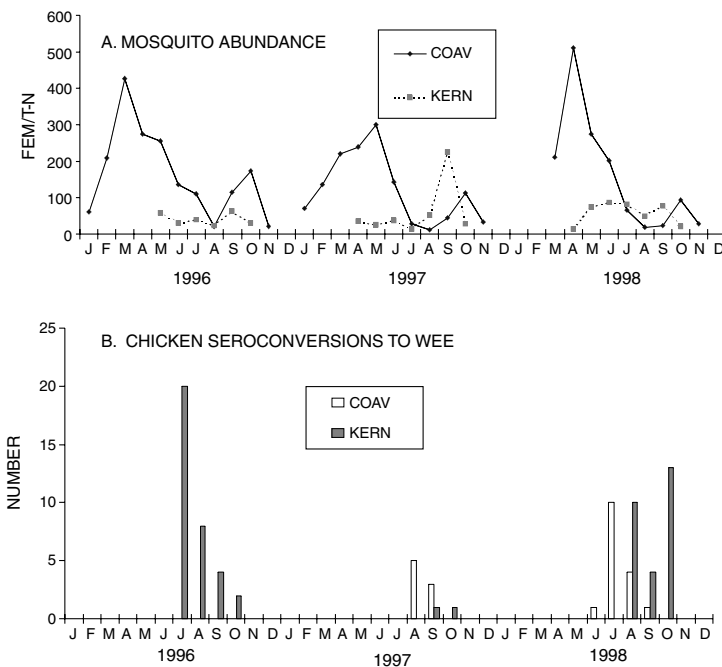 A. MOSQUITO ABUNDANCE
COAV
KERN
FEM/T-N
600
500
400
300
200
100
0
J F M A M J J A S O N D J F M A M J J A S O N D J F M A M J J A S O N D
1996 1997 1998
B. CHICKEN SEROCONVERSIONS TO WEE
COAV
KERN
NUMBER
25
20
15
10
5
0
J F M A M J J A S O N D J F M A M J J A S O N D J F M A M J J A S O N D
1996 1997 1998